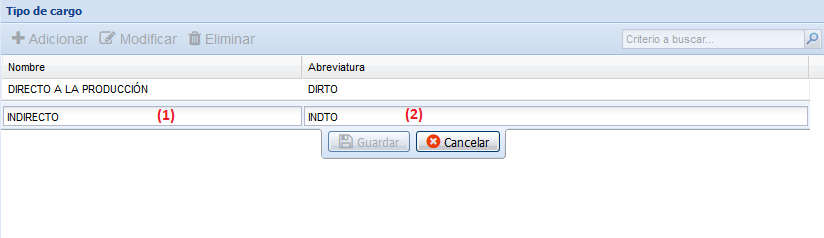 Tipo de cargo
Adicionar Modificar Eliminar Criterio a buscar...
Nombre Abreviatura
DIRECTO A LA PRODUCCIÓN DIRTO
INDIRECTO (1) INDTO (2)
Guardar Cancelar